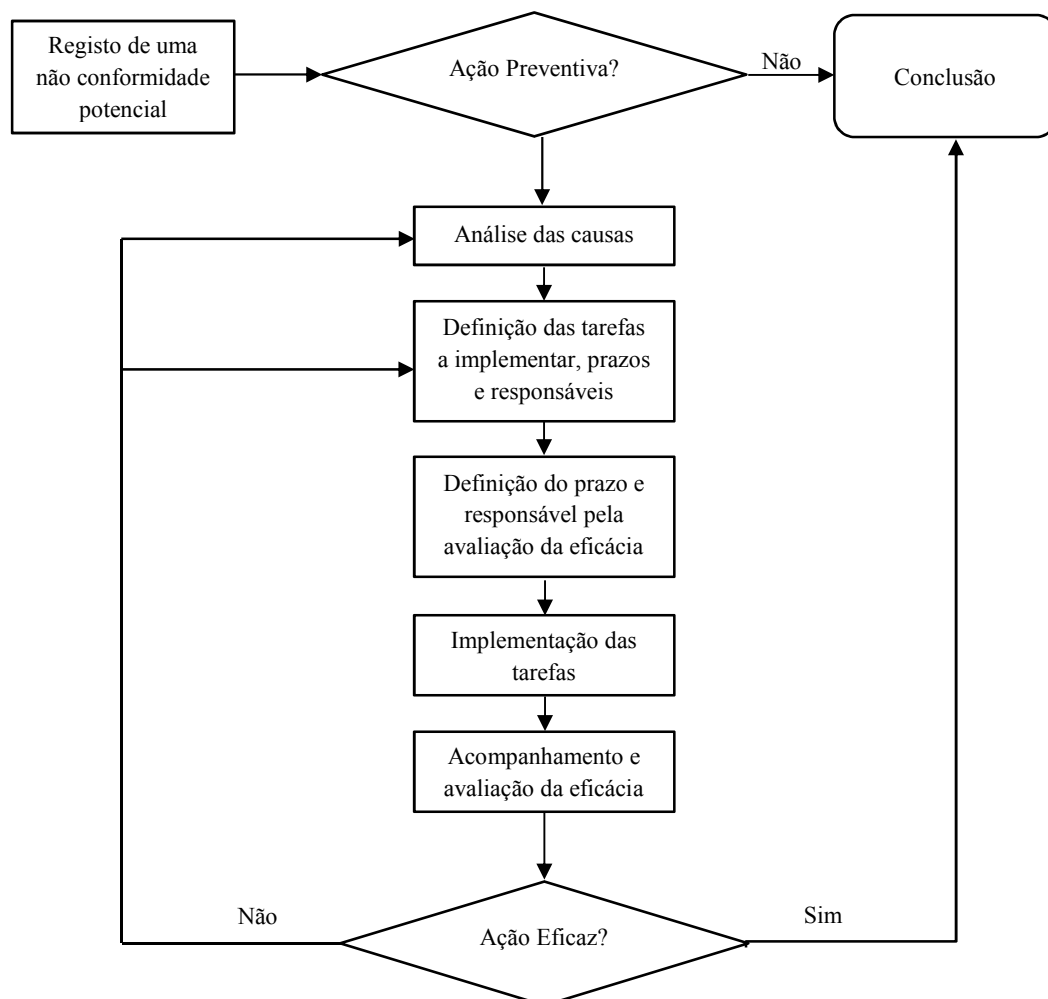 Registo de uma
não conformidade
potencial
Ação Preventiva?
Não
Conclusão
Análise das causas
Definição das tarefas
a implementar, prazos
e responsáveis
Definição do prazo e
responsável pela
avaliação da eficácia
Implementação das
tarefas
Acompanhamento e
avaliação da eficácia
Não
Ação Eficaz?
Sim